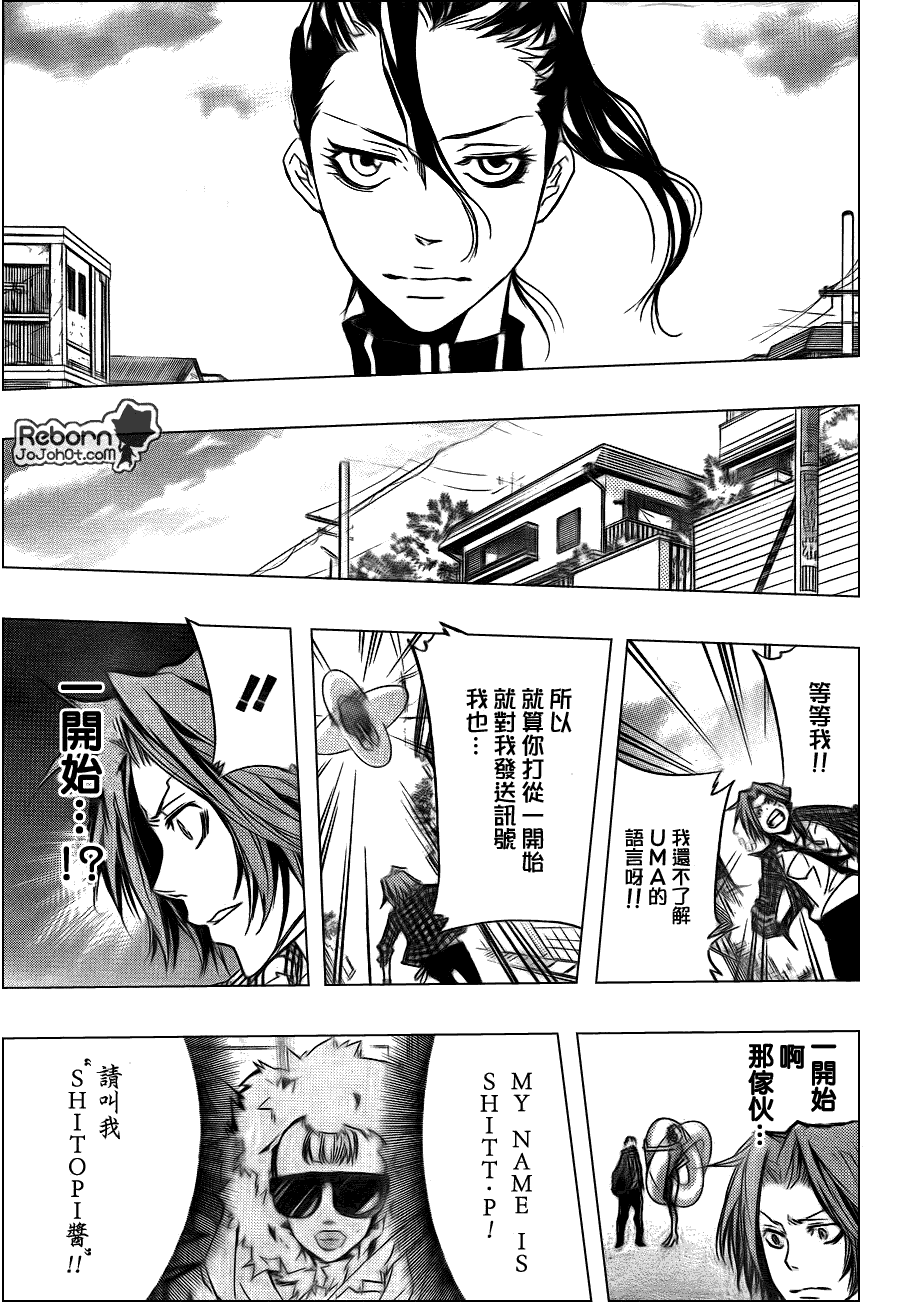 Reborn
JoJoHOt.com
等等我!!
我還不了解
UMA的
語言呀!!
所以
就算你打從一開始
就對我發送訊號
我也…
!!
一開始…!?
一開始
啊
那傢伙…
MY NAME IS
SHITT·P!
請叫我
"SHITOPI醬"!!